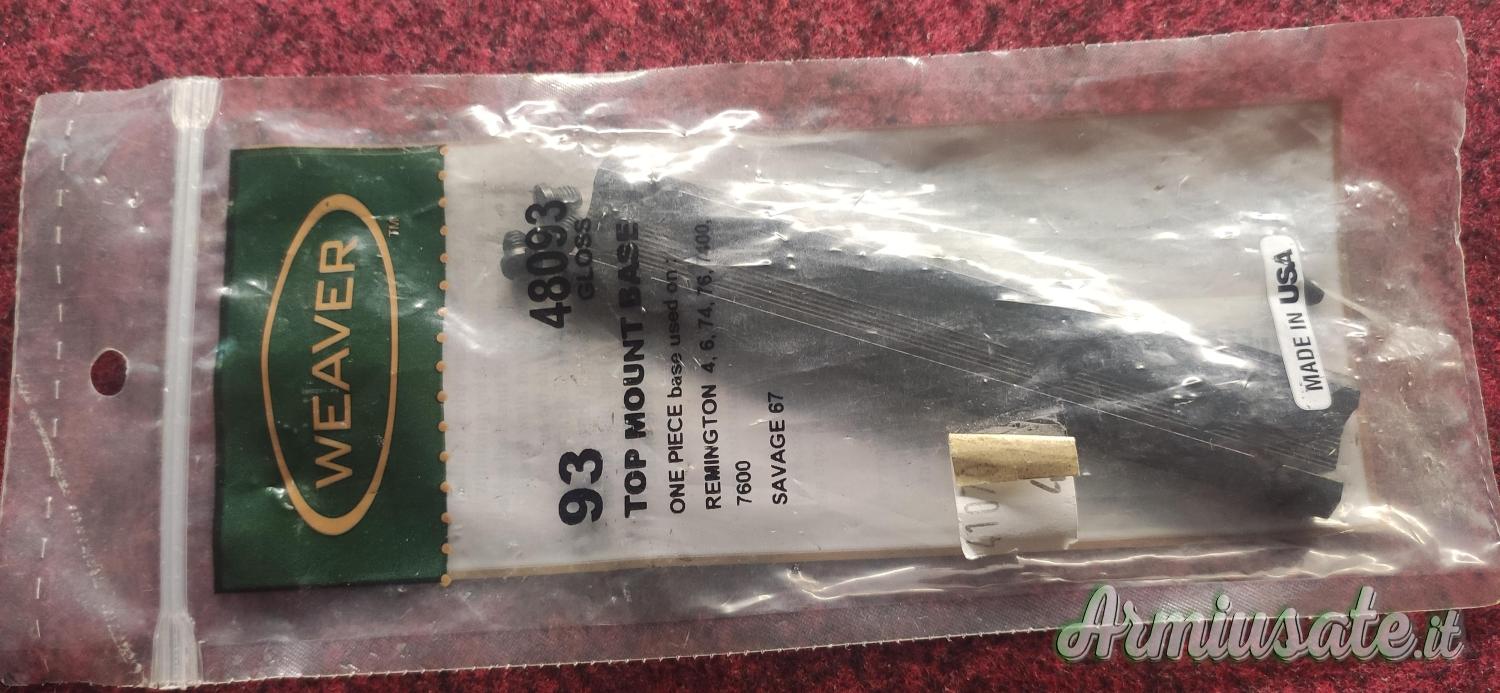 WEAVER
TM
93 48093
GLOSS
TOP MOUNT BASE
ONE PIECE base used on:
REMINGTON 4, 6, 74, 76, 7400,
7600
SAVAGE 67
MADE IN USA
Armiusate.it